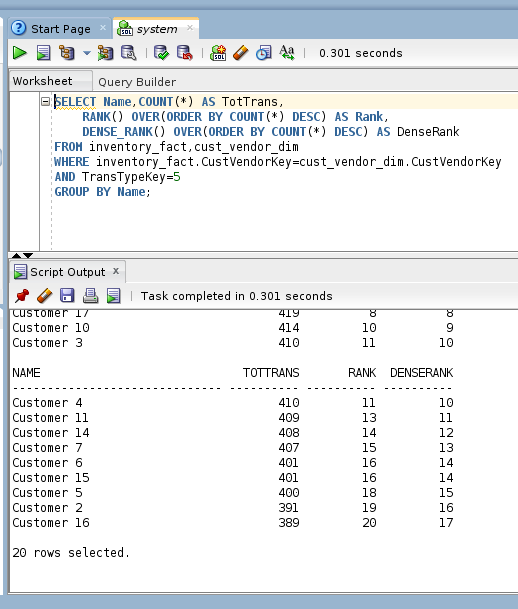 Start Page
system
0.301 seconds
Worksheet Query Builder
SELECT Name,COUNT(*) AS TotTrans,
RANK() OVER(ORDER BY COUNT(*) DESC) AS Rank,
DENSE_RANK() OVER(ORDER BY COUNT(*) DESC) AS DenseRank
FROM inventory_fact,cust_vendor_dim
WHERE inventory_fact.CustVendorKey=cust_vendor_dim.CustVendorKey
AND TransTypeKey=5
GROUP BY Name;
Script Output x
Task completed in 0.301 seconds
Customer 17 419 8 8
Customer 10 414 10 9
Customer 3 410 11 10
NAME TOTTRANS RANK DENSERANK
------------------------------ ---------- ---------- ----------
Customer 4 410 11 10
Customer 11 409 13 11
Customer 14 408 14 12
Customer 7 407 15 13
Customer 6 401 16 14
Customer 15 401 16 14
Customer 5 400 18 15
Customer 2 391 19 16
Customer 16 389 20 17
20 rows selected.